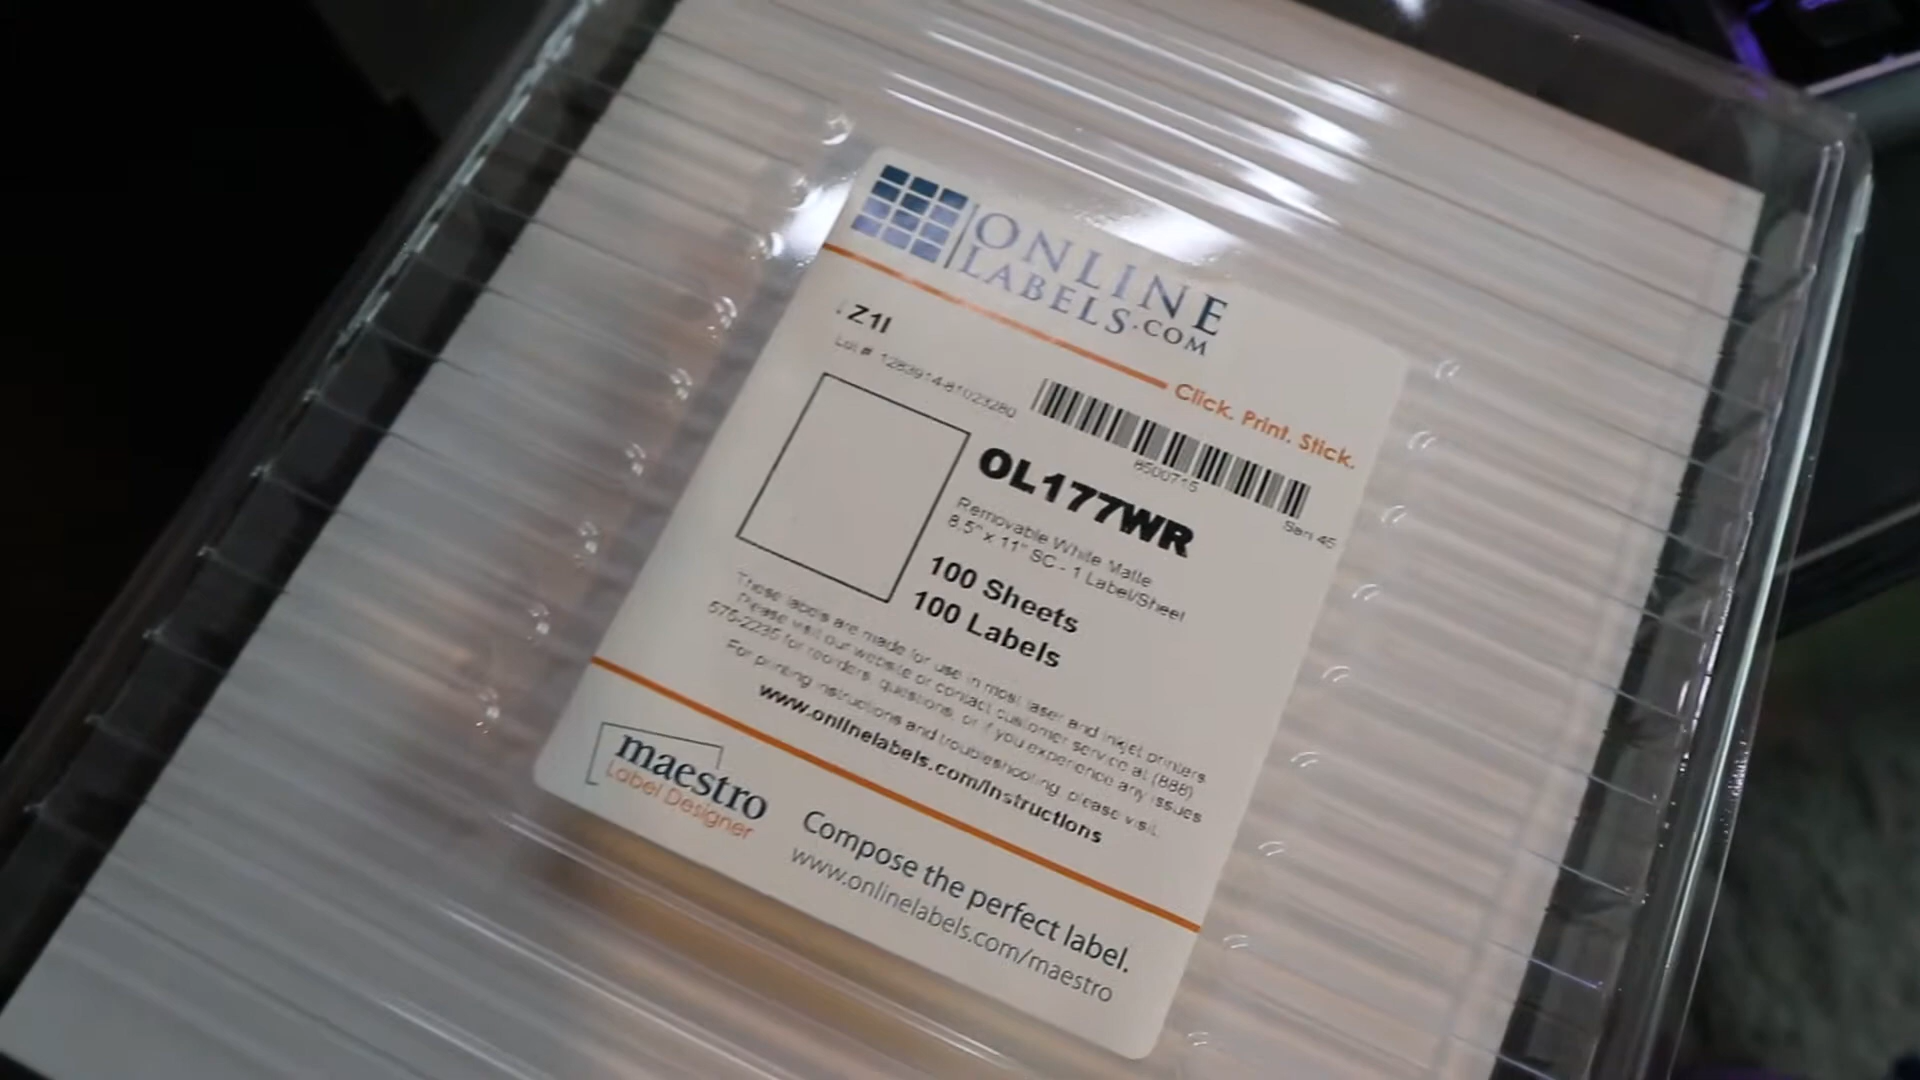 ONLINE
LABELS.COM
Click. Print. Stick.
Z1I
Lot # 1283914-81023280
8500715
OL177WR
Removable White Matte
8.5" x 11" SC - 1 Label/Sheet
100 Sheets
100 Labels
These labels are made for use in most laser and inkjet printers.
Please visit our website or contact customer service at (888)
575-2235 for reorders, questions, or if you experience any issues
For printing instructions and troubleshooting, please visit:
www.onlinelabels.com/Instructions
maestro
Label Designer
Compose the perfect label.
www.onlinelabels.com/maestro